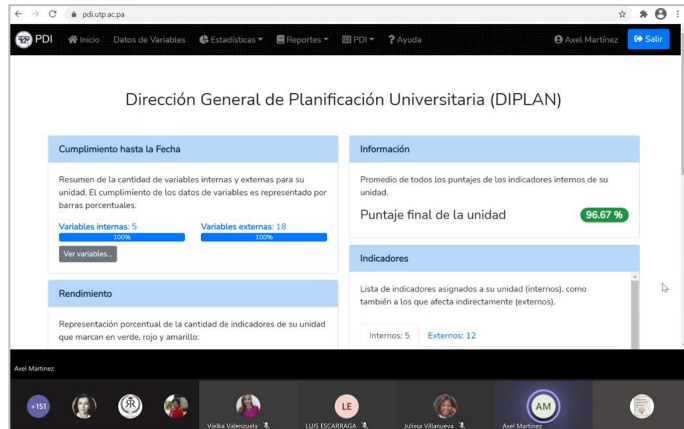 pdi.utp.ac.pa
PDI
Inicio
Datos de Variables
Estadísticas
Reportes
PDI
? Ayuda
Axel Martínez
Salir
Dirección General de Planificación Universitaria (DIPLAN)
Cumplimiento hasta la Fecha
Resumen de la cantidad de variables internas y externas para su
unidad. El cumplimiento de los datos de variables es representado por
barras porcentuales.
Variables internas: 5
Variables externas: 18
100%
100%
Ver variables...
Rendimiento
Representación porcentual de la cantidad de indicadores de su unidad
que marcan en verde, rojo y amarillo:
Información
Promedio de todos los puntajes de los indicadores internos de su
unidad.
Puntaje final de la unidad
96.67 %
Indicadores
Lista de indicadores asignados a su unidad (internos), como
también a los que afecta indirectamente (externos).
Internos: 5
Externos: 12
Axel Martinez
+151
LE
AM
Vielka Valenzuela
LUIS ESCARRAGA
Julissa Villanueva
Axel Martinez